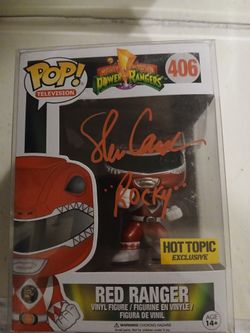 POP!
TELEVISION
MIGHTY MORPHIN
POWER RANGERS
406
"Rocky"
HOT TOPIC
EXCLUSIVE
RED RANGER
VINYL FIGURE / FIGURINE EN VINYLE /
FIGURA DE VINIL
AGE
14+